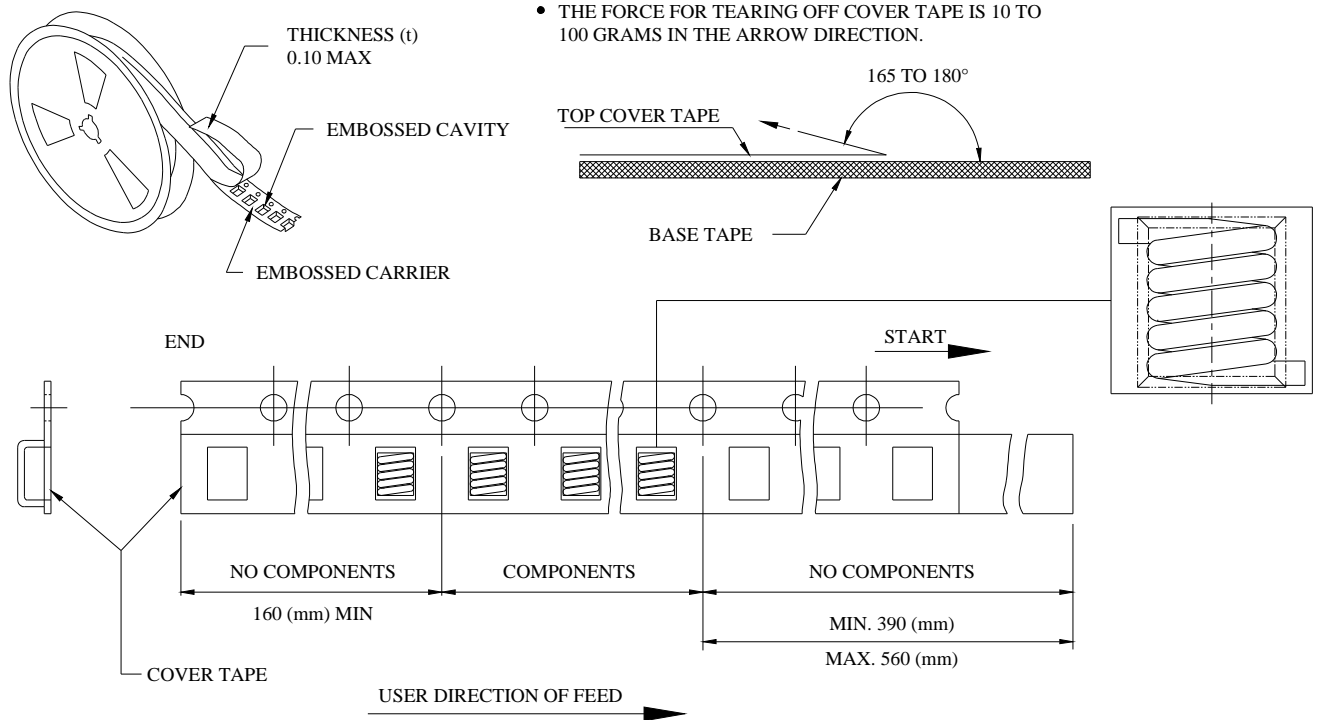 • THE FORCE FOR TEARING OFF COVER TAPE IS 10 TO
100 GRAMS IN THE ARROW DIRECTION.
THICKNESS (t)
0.10 MAX
165 TO 180°
TOP COVER TAPE
EMBOSSED CAVITY
BASE TAPE
EMBOSSED CARRIER
END
START
NO COMPONENTS
COMPONENTS
NO COMPONENTS
160 (mm) MIN
MIN. 390 (mm)
MAX. 560 (mm)
COVER TAPE
USER DIRECTION OF FEED